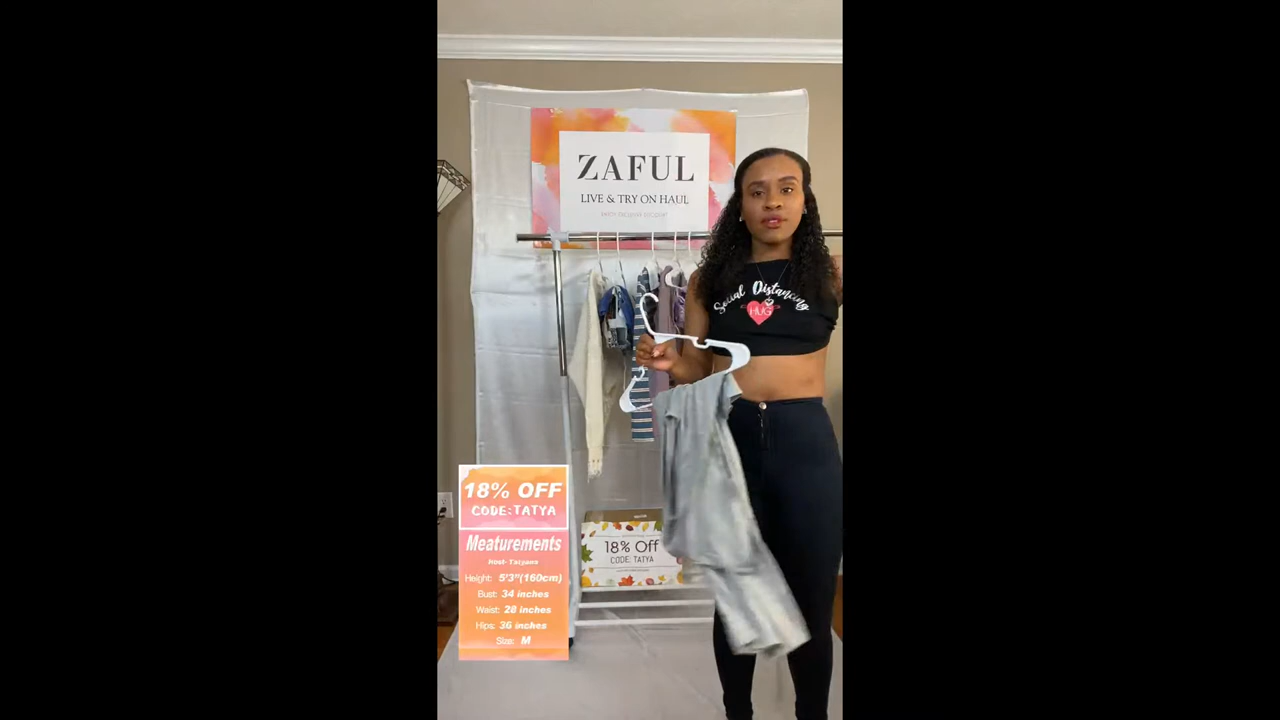 ZAFUL
LIVE & TRY ON HAUL
Social Distancing
HUG
18% OFF
CODE:TATYA
Meaturements
Host-Tatyana
Height: 5'3"(160cm)
Bust: 34 inches
Waist: 28 inches
Hips: 36 inches
Size: M
18% Off
CODE: TATYA